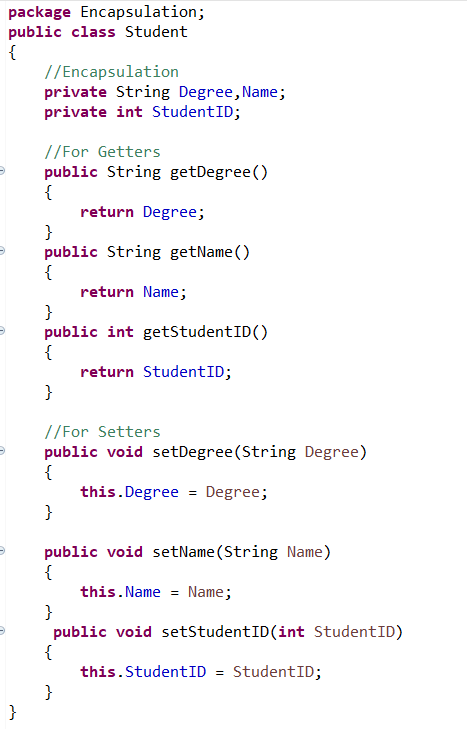 package Encapsulation;
public class Student
{
    //Encapsulation
    private String Degree,Name;
    private int StudentID;

    //For Getters
    public String getDegree()
    {
        return Degree;
    }
    public String getName()
    {
        return Name;
    }
    public int getStudentID()
    {
        return StudentID;
    }

    //For Setters
    public void setDegree(String Degree)
    {
        this.Degree = Degree;
    }

    public void setName(String Name)
    {
        this.Name = Name;
    }
     public void setStudentID(int StudentID)
    {
        this.StudentID = StudentID;
    }
}